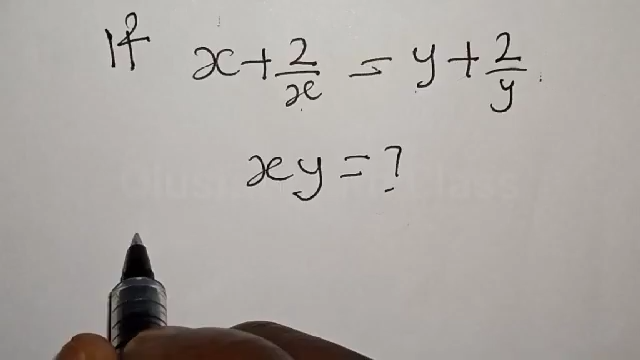 If x + 2/x = y + 2/y
xy = ?